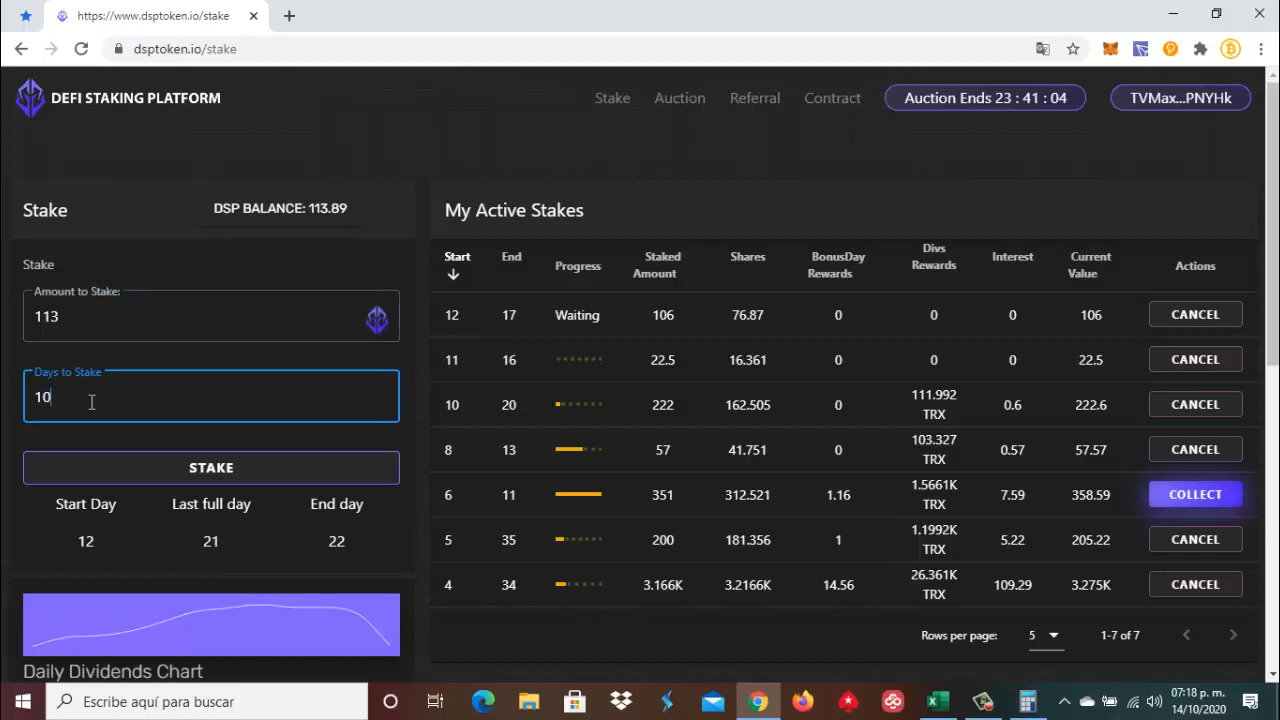 https://www.dsptoken.io/stake
dsptoken.io/stake
DEFI STAKING PLATFORM
Stake
Auction
Referral
Contract
Auction Ends 23 : 41 : 04
TVMax...PNYHk
Stake
DSP BALANCE: 113.89
Stake
Amount to Stake:
113
Days to Stake
10
STAKE
Start Day Last full day End day
12 21 22
Daily Dividends Chart
My Active Stakes
Start End Progress Staked Amount Shares BonusDay Rewards Divs Rewards Interest Current Value Actions
12 17 Waiting 106 76.87 0 0 0 106 CANCEL
11 16 22.5 16.361 0 0 0 22.5 CANCEL
10 20 222 162.505 0 111.992 TRX 0.6 222.6 CANCEL
8 13 57 41.751 0 103.327 TRX 0.57 57.57 CANCEL
6 11 351 312.521 1.16 1.5661K TRX 7.59 358.59 COLLECT
5 35 200 181.356 1 1.1992K TRX 5.22 205.22 CANCEL
4 34 3.166K 3.2166K 14.56 26.361K TRX 109.29 3.275K CANCEL
Rows per page: 5 1-7 of 7
Escribe aquí para buscar
07:18 p. m.
14/10/2020